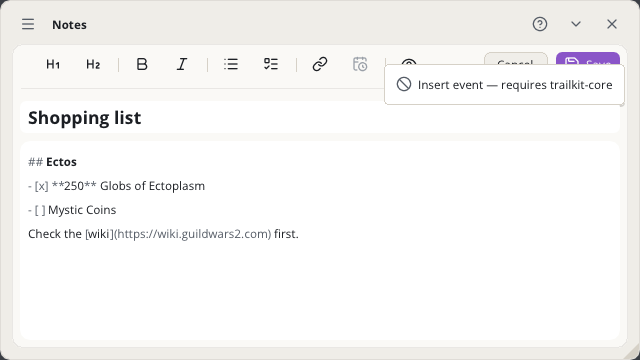 Notes
H1 H2 B I Cancel Save
Insert event — requires trailkit-core
Shopping list
## Ectos
- [x] **250** Globs of Ectoplasm
- [ ] Mystic Coins
Check the [wiki](https://wiki.guildwars2.com) first.